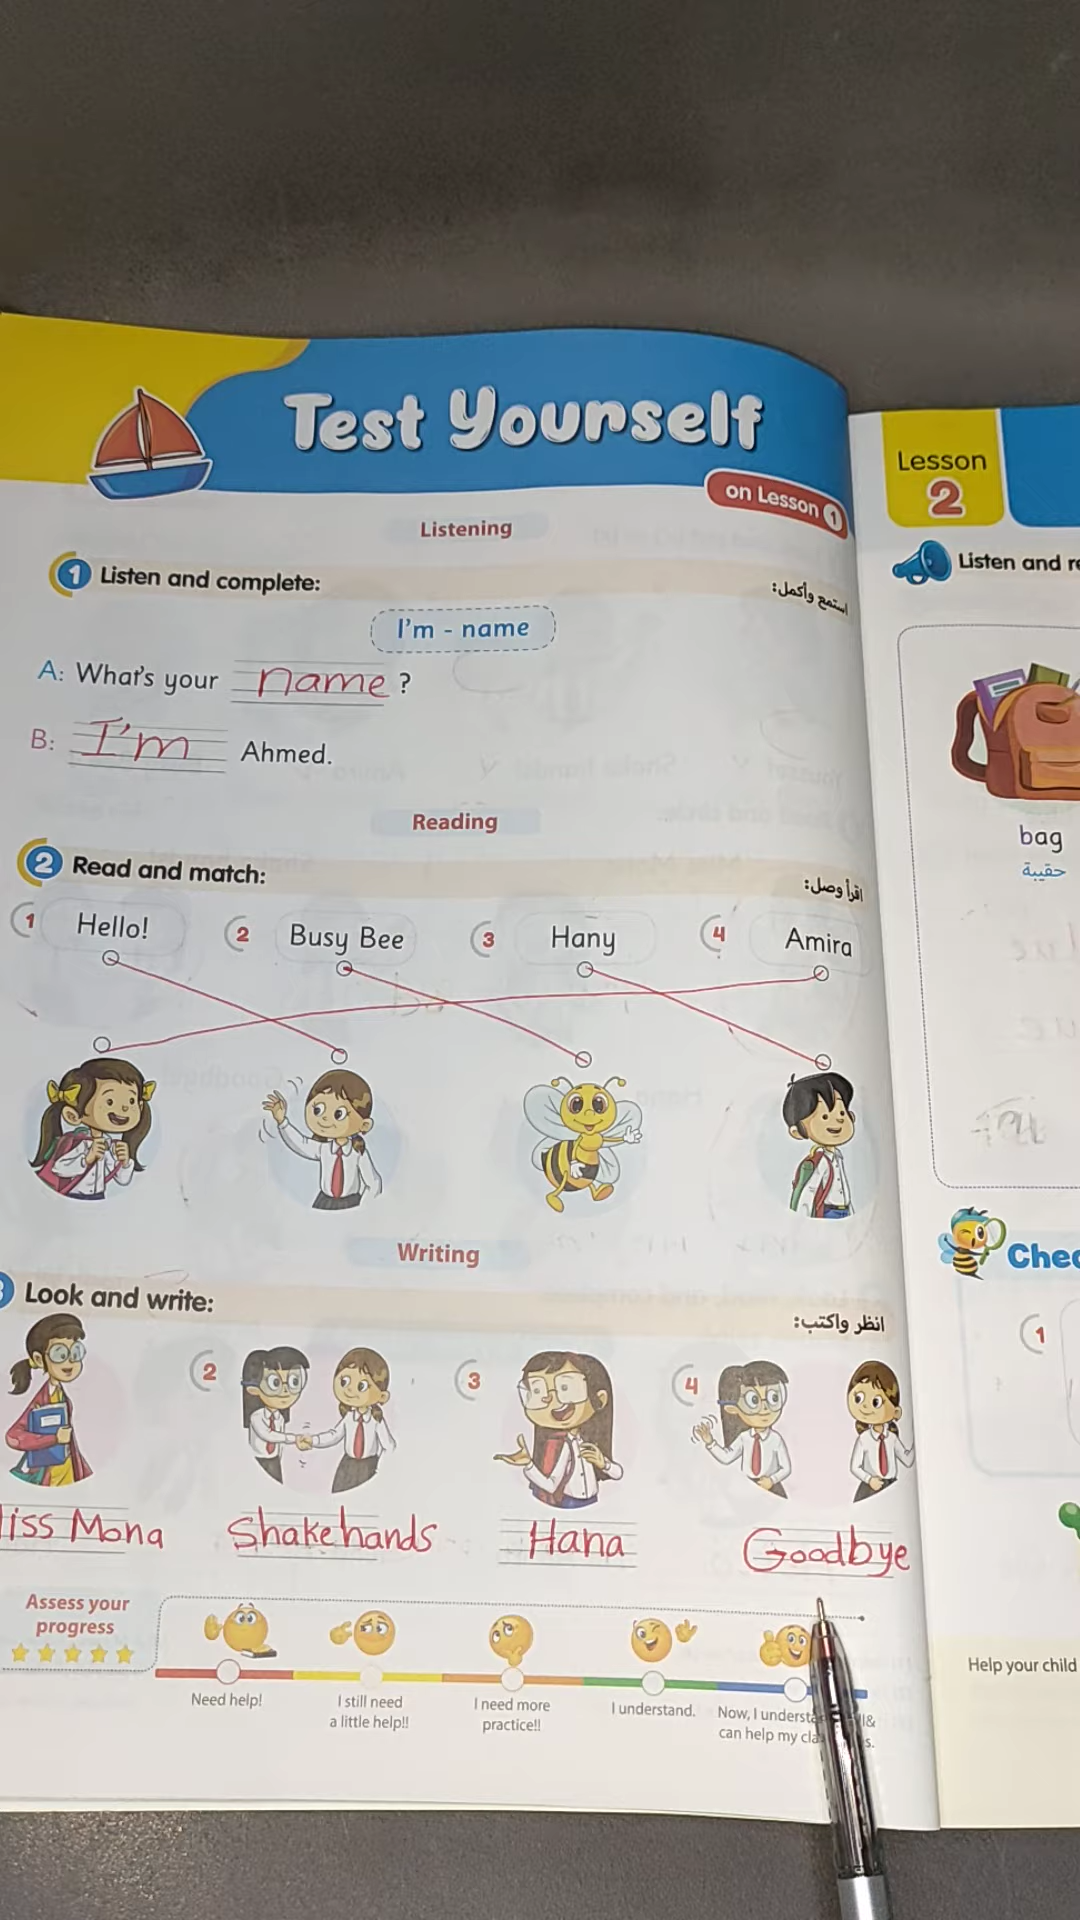 Test Yourself
on Lesson 1
Listening
1 Listen and complete:
استمع وأكمل:
I'm - name
A: What's your name ?
B: I'm Ahmed.
Reading
2 Read and match:
اقرأ وصل:
1 Hello!
2 Busy Bee
3 Hany
4 Amira
Writing
Look and write:
انظر واكتب:
2
3
4
iss Mona
Shake hands
Hana
Goodbye
Assess your
progress
Need help!
I still need
a little help!!
I need more
practice!!
I understand.
Now, I
can help my
Lesson
2
Listen and
bag
حقيبة
1
Help your child